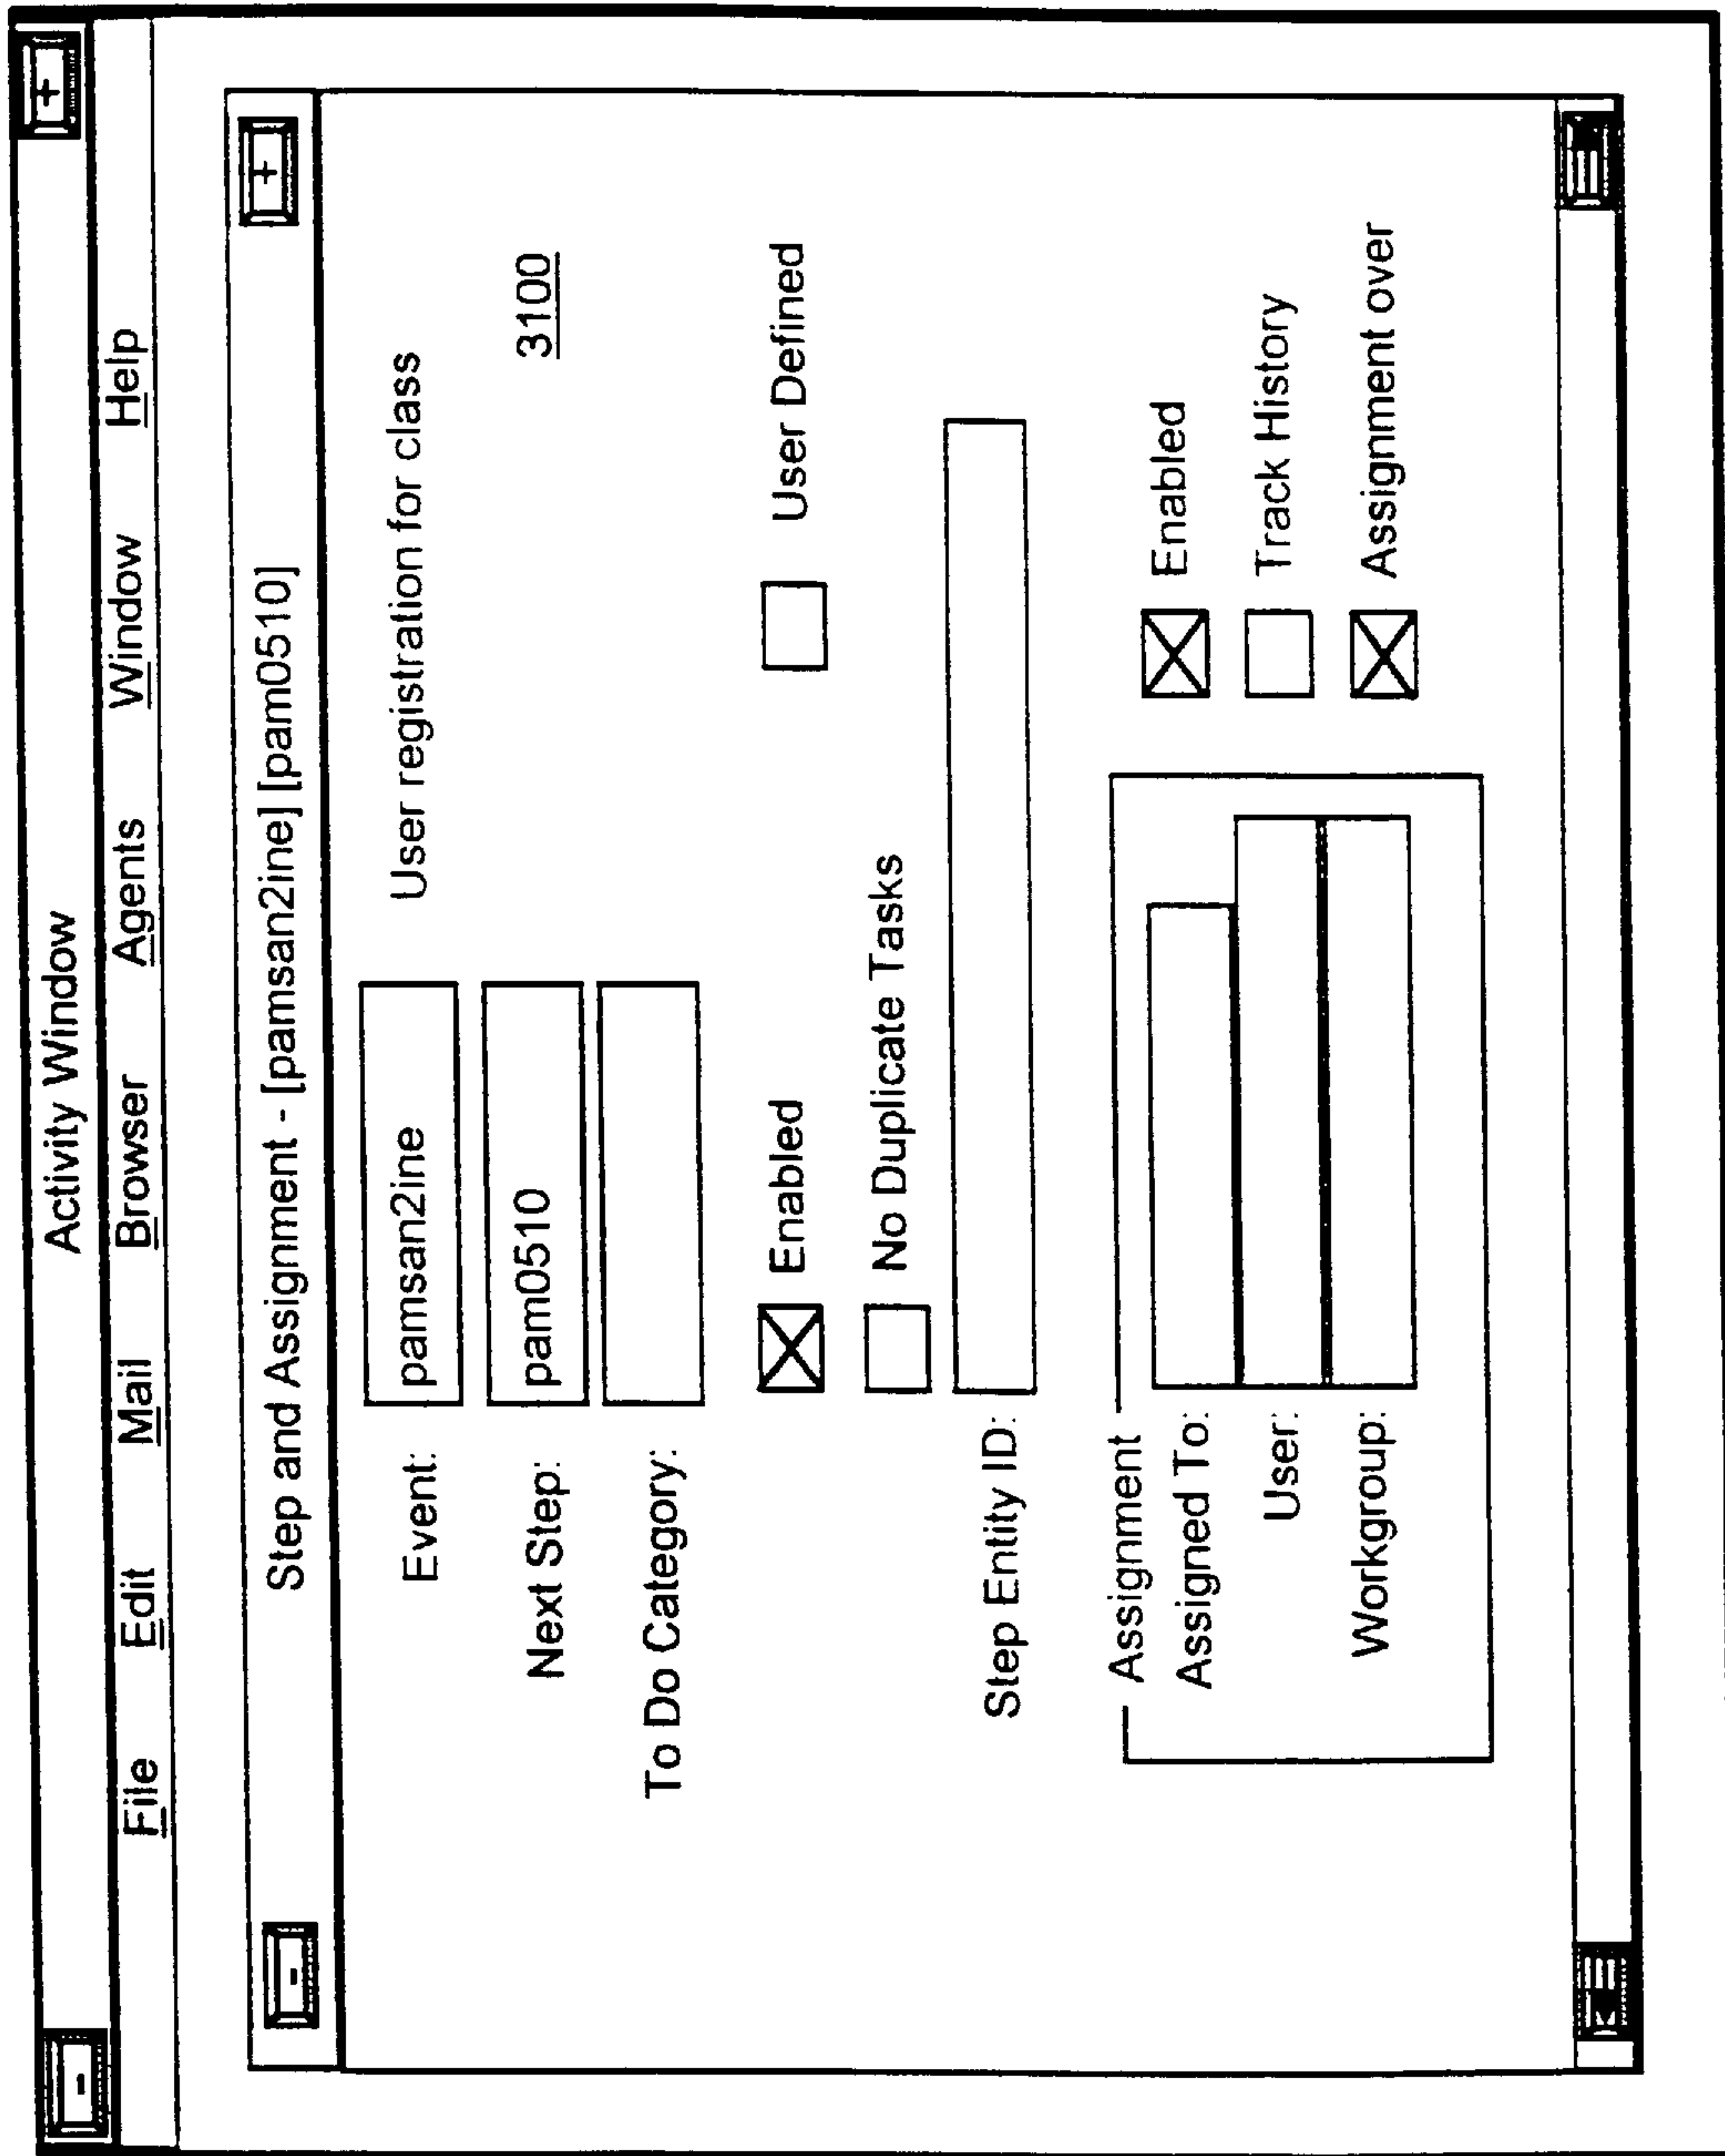 Activity Window
File Edit Mail Browser Agents Window Help
Step and Assignment - [pamsan2ine] [pam0510]
Event: pamsan2ine User registration for class
Next Step: pam0510 3100
To Do Category:
Enabled User Defined
No Duplicate Tasks
Step Entity ID:
Assignment
Assigned To: Enabled
User: Track History
Workgroup: Assignment over